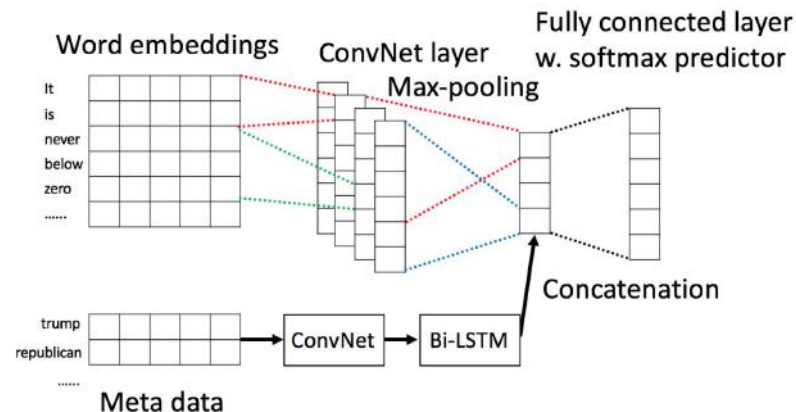 Fully connected layer
w. softmax predictor
Word embeddings
ConvNet layer
Max-pooling
It
is
never
below
zero
......
Concatenation
trump
republican
......
ConvNet
Bi-LSTM
Meta data